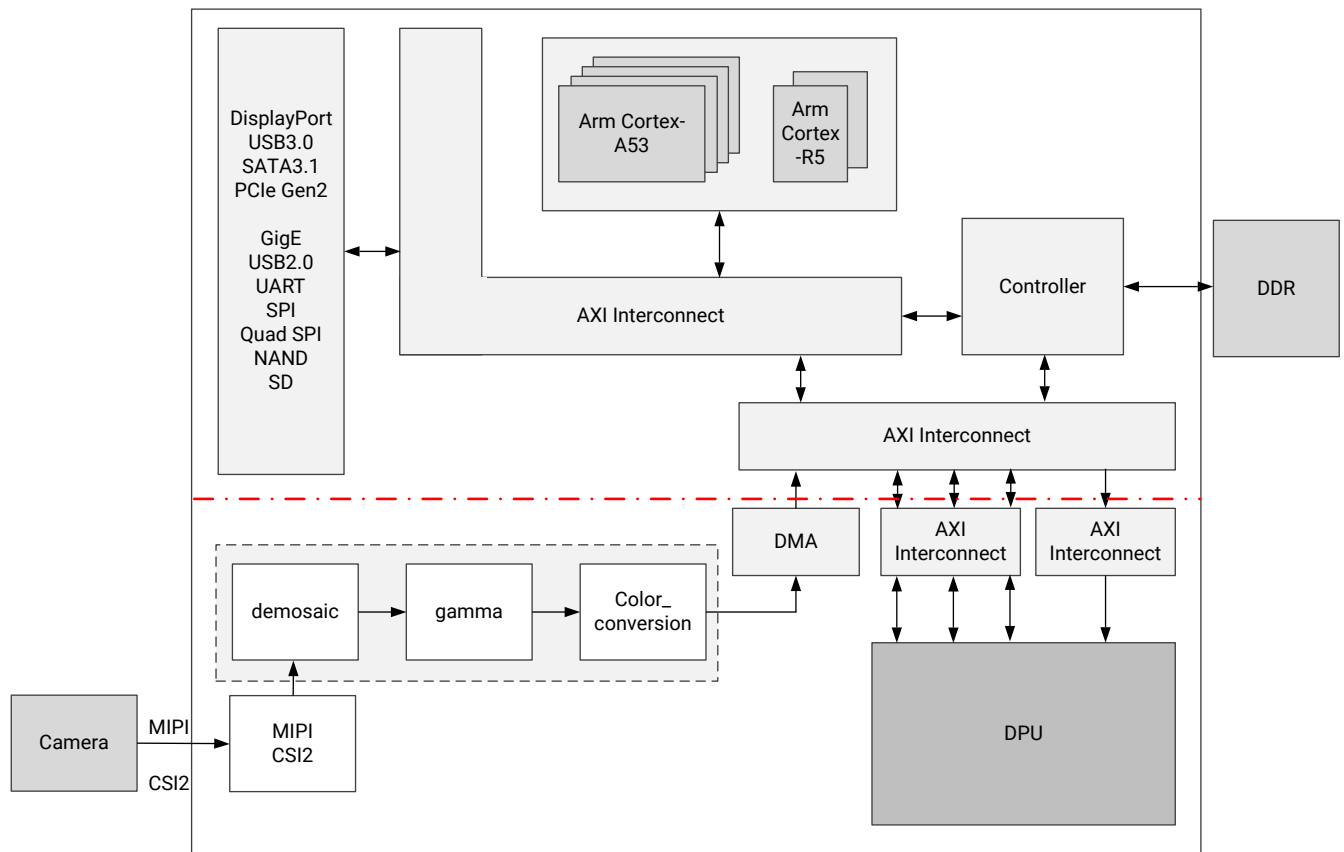 DisplayPort
USB3.0
SATA3.1
PCIe Gen2
GigE
USB2.0
UART
SPI
Quad SPI
NAND
SD
Arm Cortex-
A53
Arm
Cortex
-R5
AXI Interconnect
Controller
DDR
AXI Interconnect
DMA
AXI
Interconnect
AXI
Interconnect
demosaic
gamma
Color_
conversion
Camera
MIPI
CSI2
MIPI
CSI2
DPU